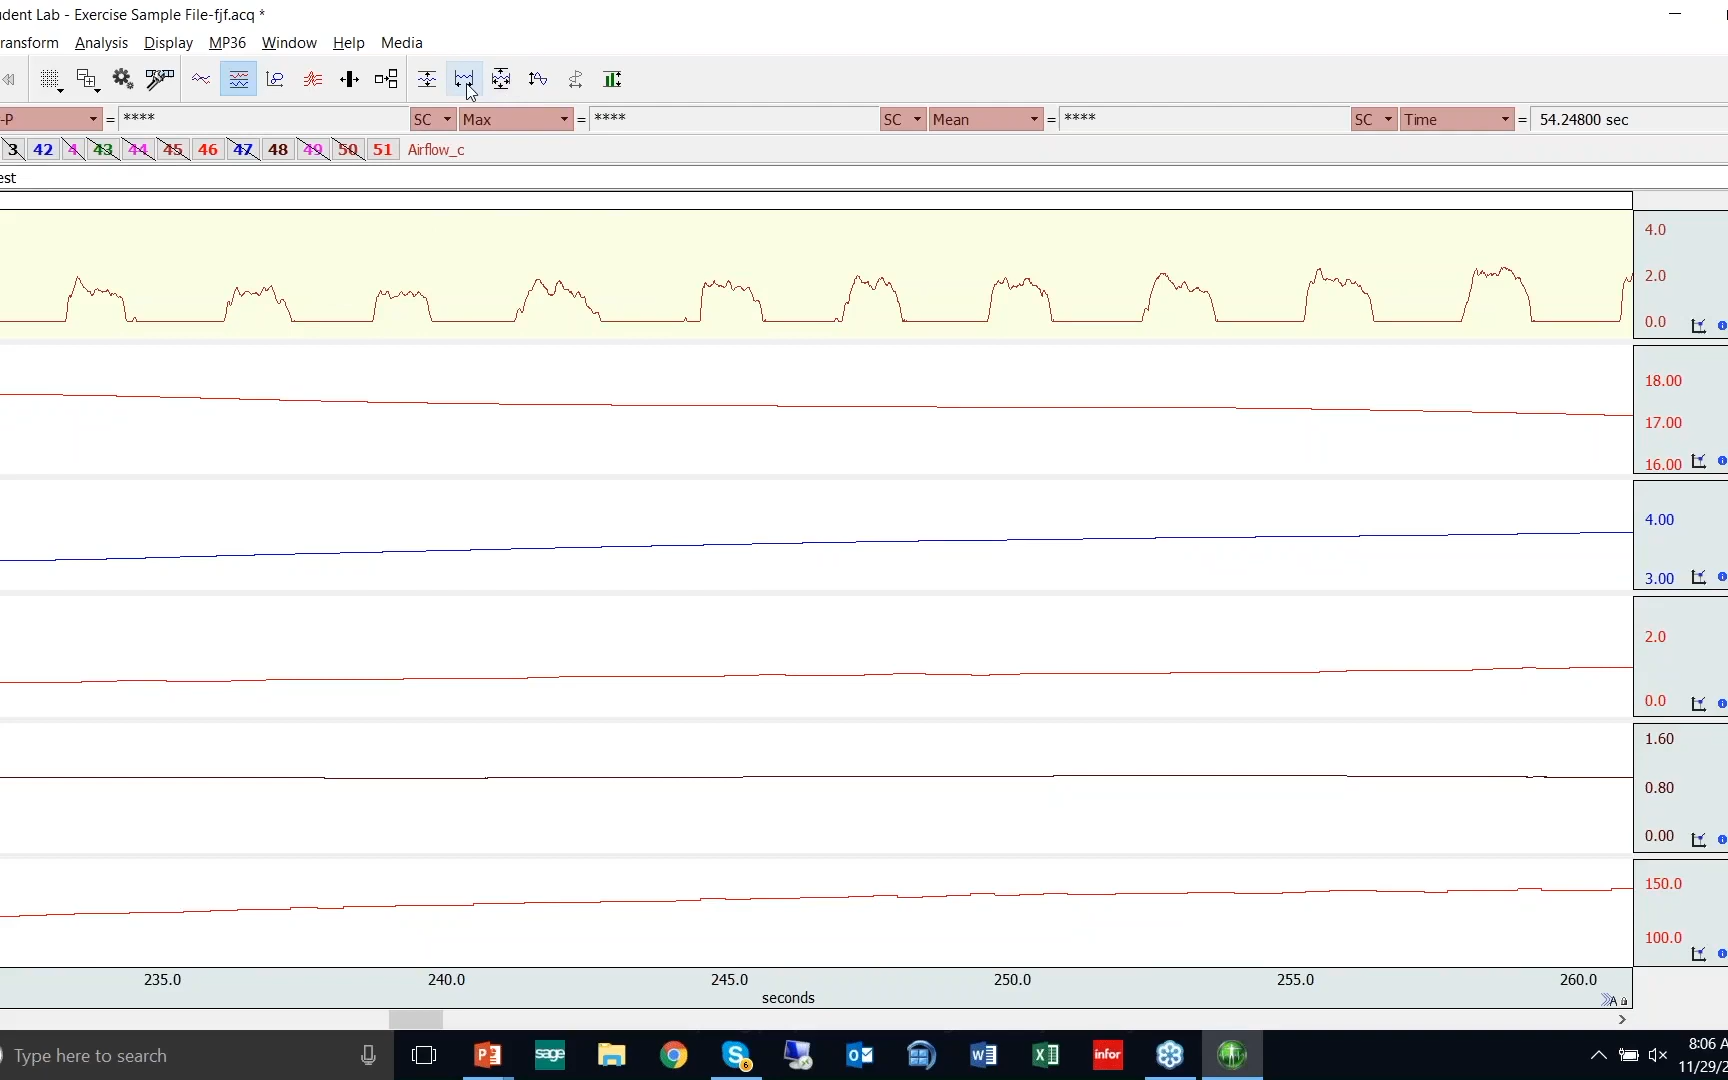 udent Lab - Exercise Sample File-fjf.acq *
ransform Analysis Display MP36 Window Help Media
-P = **** SC Max = **** SC Mean = **** SC Time = 54.24800 sec
3 42 4 43 44 45 46 47 48 49 50 51 Airflow_c
est
4.0
2.0
0.0
18.00
17.00
16.00
4.00
3.00
2.0
0.0
1.60
0.80
0.00
150.0
100.0
235.0 240.0 245.0 250.0 255.0 260.0
seconds
A
Type here to search
sage
6
infor
8:06 A
11/29/2